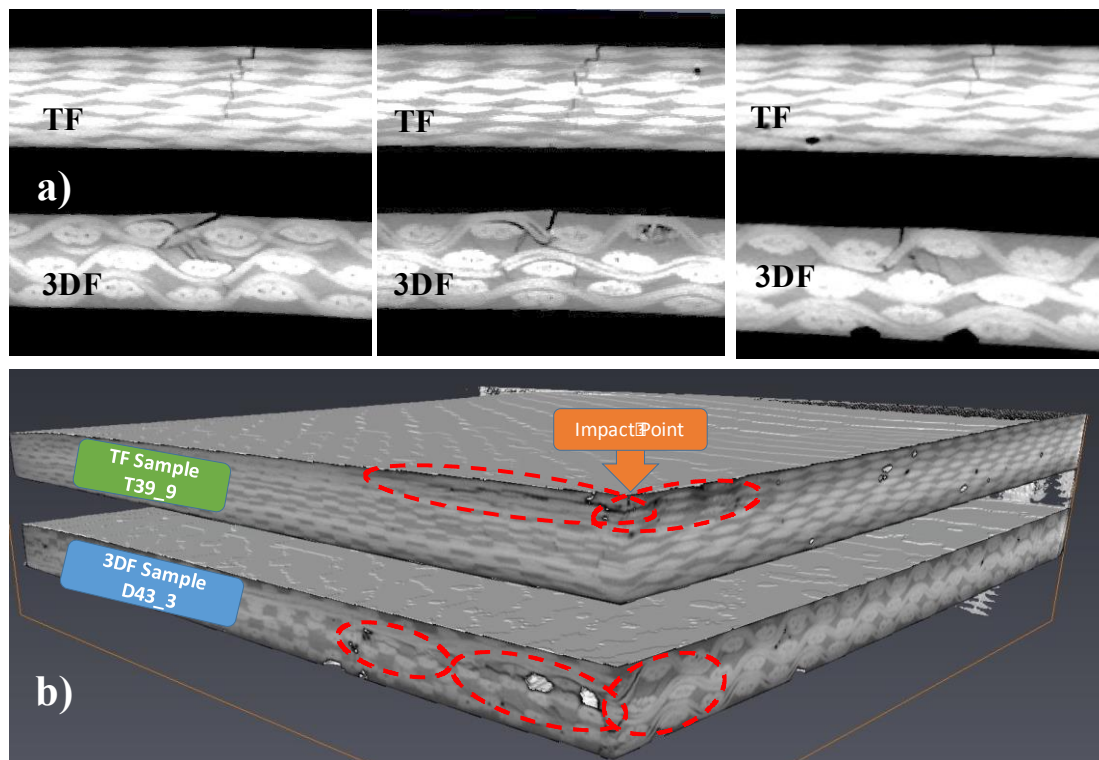 TF
TF
TF
a)
3DF
3DF
3DF
Impact Point
TF Sample
T39_9
3DF Sample
D43_3
b)